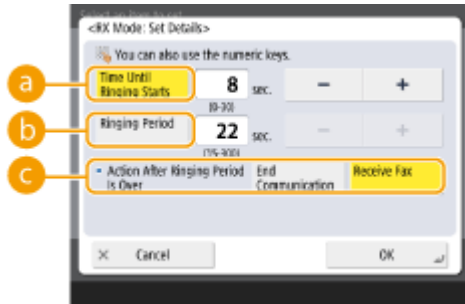 <RX Mode: Set Details>
You can also use the numeric keys.
a
Time Until
Ringing Starts
8 sec.
-
+
(0-30)
b
Ringing Period
22 sec.
-
+
(15-300)
c
Action After Ringing Period
Is Over
End
Communication
Receive Fax
× Cancel
OK